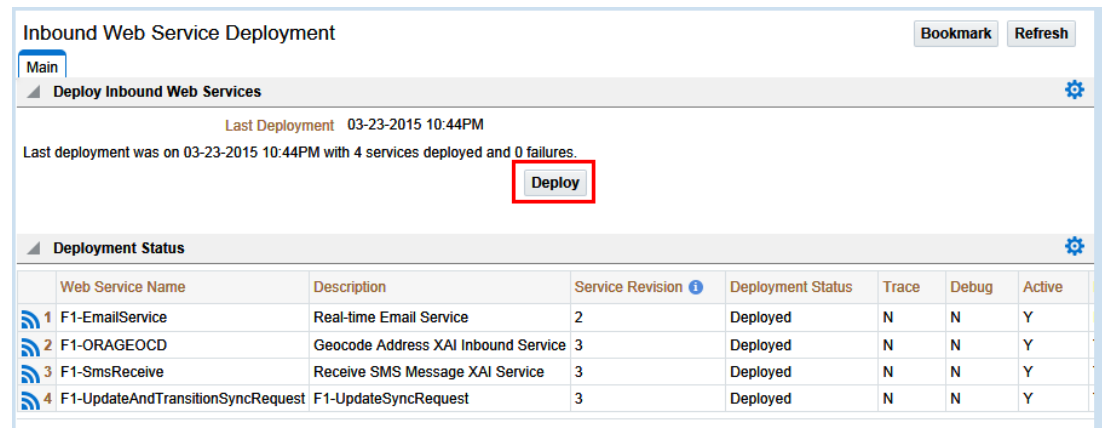 Inbound Web Service Deployment Bookmark Refresh
Main
Deploy Inbound Web Services
Last Deployment 03-23-2015 10:44PM
Last deployment was on 03-23-2015 10:44PM with 4 services deployed and 0 failures.
Deploy
Deployment Status
Web Service Name Description Service Revision Deployment Status Trace Debug Active
1 F1-EmailService Real-time Email Service 2 Deployed N N Y
2 F1-ORAGEOCD Geocode Address XAI Inbound Service 3 Deployed N N Y
3 F1-SmsReceive Receive SMS Message XAI Service 3 Deployed N N Y
4 F1-UpdateAndTransitionSyncRequest F1-UpdateSyncRequest 3 Deployed N N Y